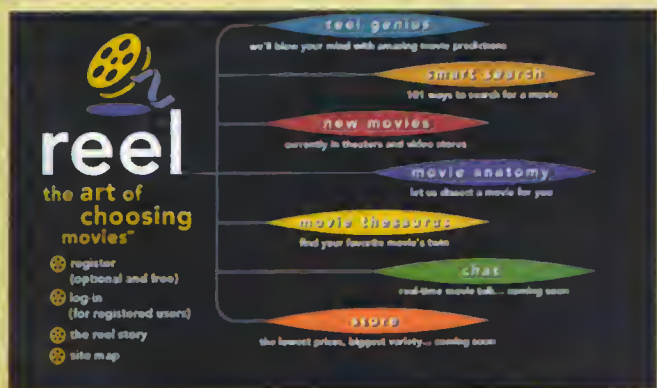 reel
the art of
choosing
movies™
register
(optional and free)
log-in
(for registered users)
the reel story
site map
reel genius
we'll blow your mind with amazing movie predictions
smart search
101 ways to search for a movie
new movies
currently in theaters and video stores
movie anatomy
let us dissect a movie for you
movie thesaurus
find your favorite movie's twin
chat
real-time movie talk... coming soon
store
the lowest prices, biggest variety... coming soon